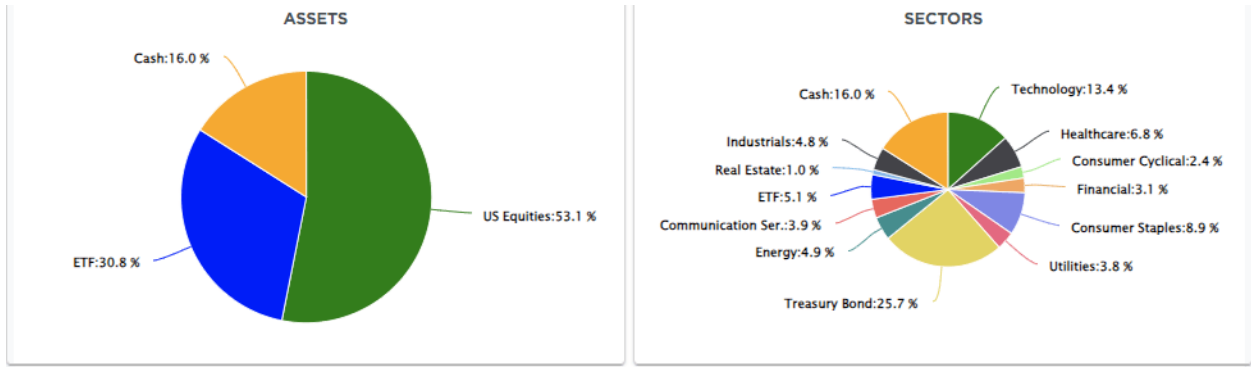 ASSETS
Cash:16.0 %
US Equities:53.1 %
ETF:30.8 %
SECTORS
Cash:16.0 %
Technology:13.4 %
Industrials:4.8 %
Healthcare:6.8 %
Real Estate:1.0 %
Consumer Cyclical:2.4 %
ETF:5.1 %
Financial:3.1 %
Communication Ser.:3.9 %
Consumer Staples:8.9 %
Energy:4.9 %
Utilities:3.8 %
Treasury Bond:25.7 %